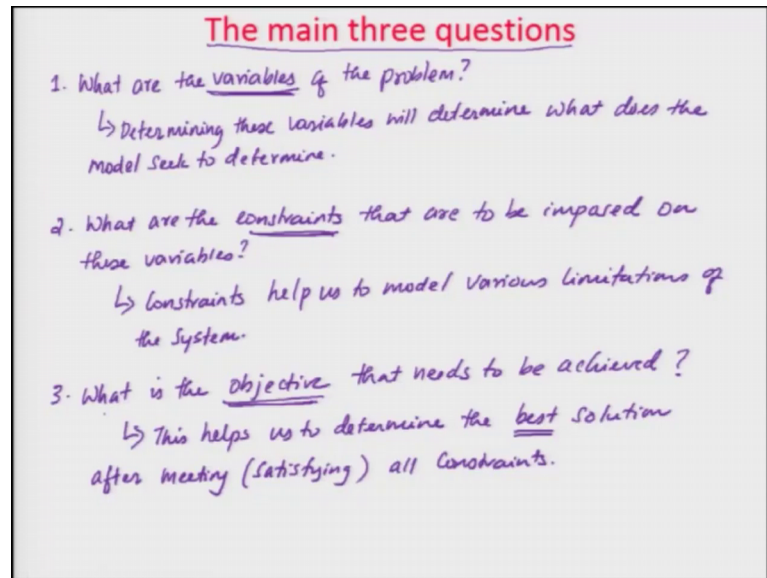 The main three questions
1. What are the variables of the problem?
↳ Determining these variables will determine what does the
model seek to determine.
2. What are the constraints that are to be imposed on
these variables?
↳ Constraints help us to model various limitations of
the system.
3. What is the objective that needs to be achieved?
↳ This helps us to determine the best solution
after meeting (satisfying) all constraints.